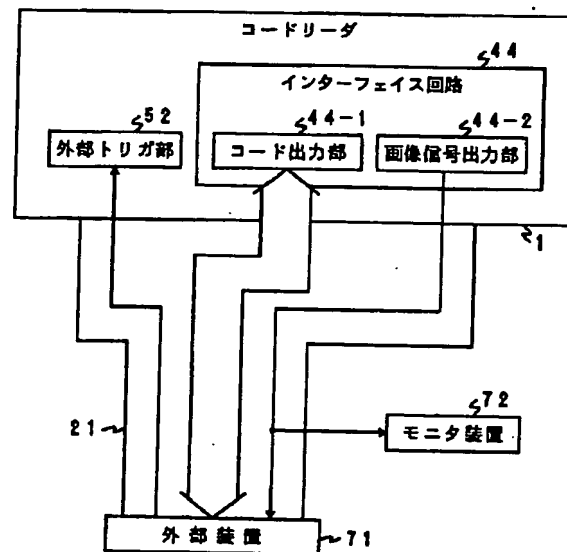 コードリーダ
44
インターフェイス回路
52
44-1
44-2
外部トリガ部
コード出力部
画像信号出力部
1
72
21
モニタ装置
外部装置
71